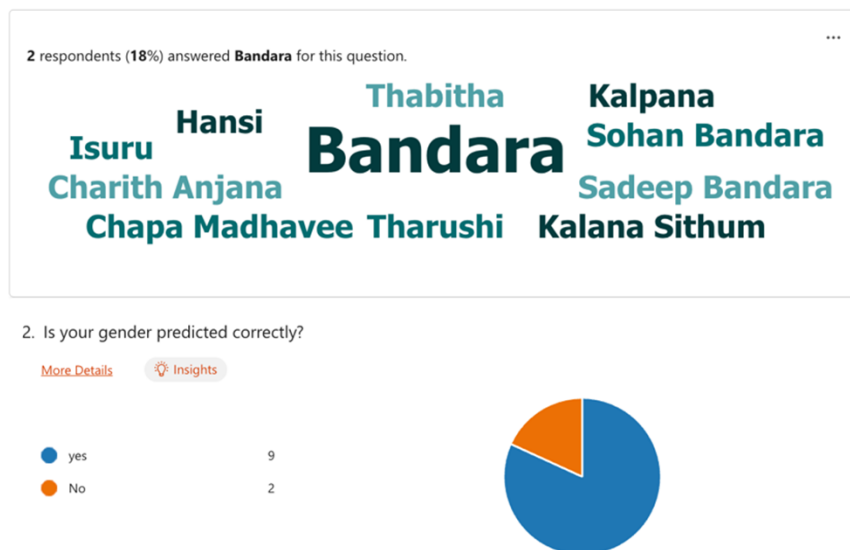 ...
2 respondents (18%) answered Bandara for this question.
Thabitha Kalpana
Hansi Bandara Sohan Bandara
Isuru
Charith Anjana Sadeep Bandara
Chapa Madhavee Tharushi Kalana Sithum
2. Is your gender predicted correctly?
More Details Insights
yes 9
No 2